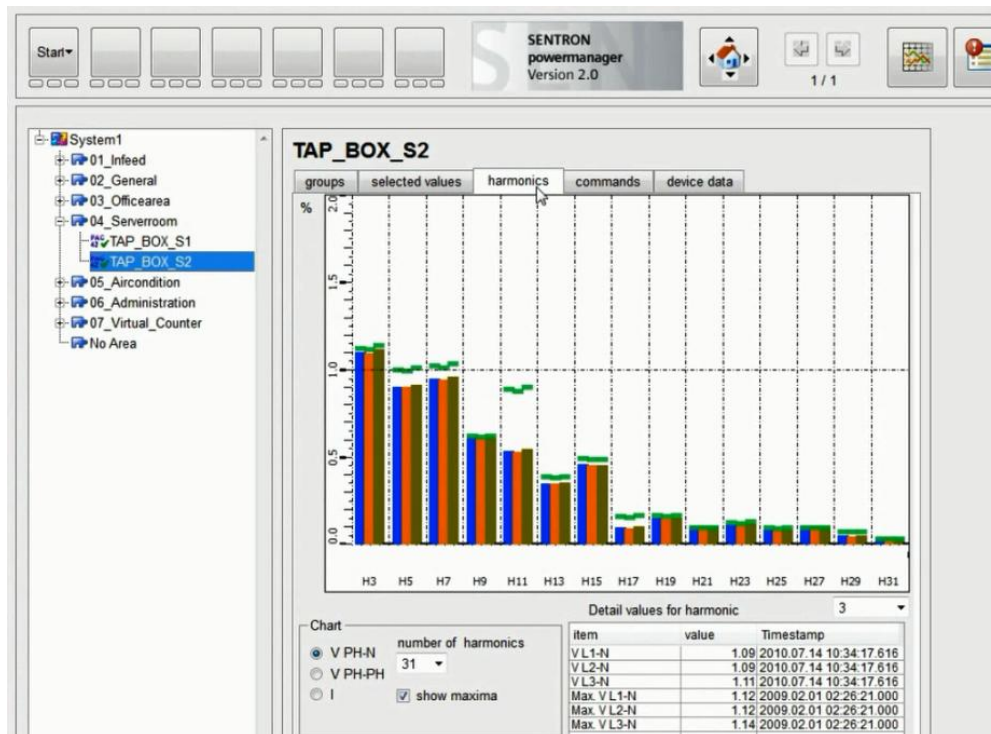 Start
SENTRON
powermanager
Version 2.0
1 / 1
System1
01_Infeed
02_General
03_Officearea
04_Serverroom
TAP_BOX_S1
TAP_BOX_S2
05_Aircondition
06_Administration
07_Virtual_Counter
No Area
TAP_BOX_S2
groups selected values harmonics commands device data
%
2.0
1.5
1.0
0.5
0.0
H3 H5 H7 H9 H11 H13 H15 H17 H19 H21 H23 H25 H27 H29 H31
Detail values for harmonic 3
Chart
V PH-N
V PH-PH
I
number of harmonics
31
show maxima
item value Timestamp
V L1-N 1.09 2010.07.14 10:34:17.616
V L2-N 1.09 2010.07.14 10:34:17.616
V L3-N 1.11 2010.07.14 10:34:17.616
Max. V L1-N 1.12 2009.02.01 02:26:21.000
Max. V L2-N 1.12 2009.02.01 02:26:21.000
Max. V L3-N 1.14 2009.02.01 02:26:21.000